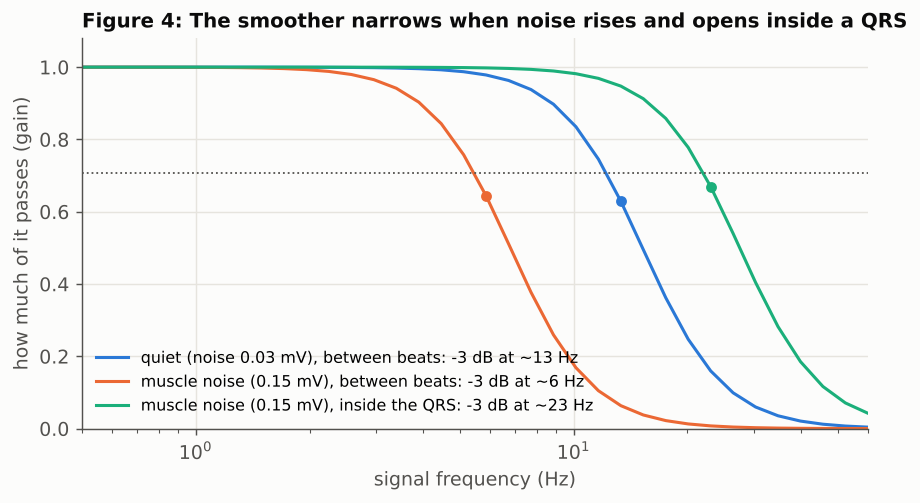 Figure 4: The smoother narrows when noise rises and opens inside a QRS
how much of it passes (gain)
1.0
0.8
0.6
0.4
0.2
0.0
quiet (noise 0.03 mV), between beats: -3 dB at ~13 Hz
muscle noise (0.15 mV), between beats: -3 dB at ~6 Hz
muscle noise (0.15 mV), inside the QRS: -3 dB at ~23 Hz
10⁰ 10¹
signal frequency (Hz)